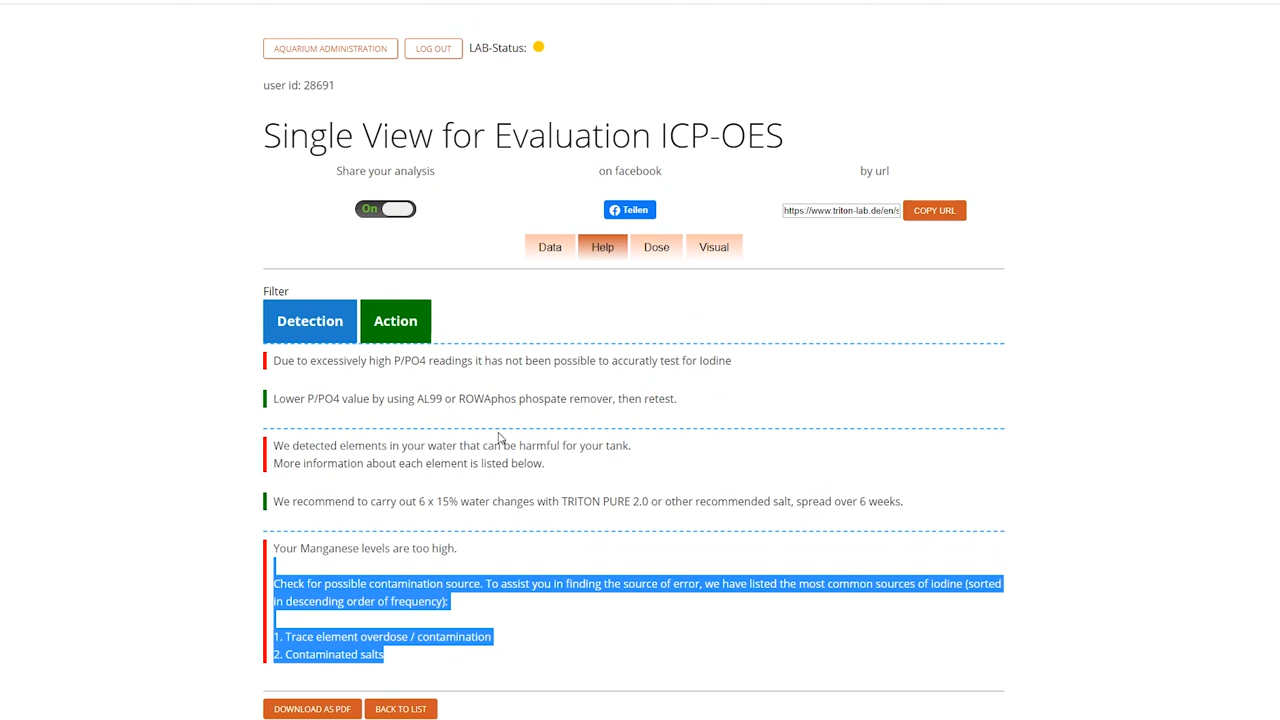 AQUARIUM ADMINISTRATION LOG OUT LAB-Status:
user id: 28691
Single View for Evaluation ICP-OES
Share your analysis on facebook by url
On Teilen https://www.triton-lab.de/en/s COPY URL
Data Help Dose Visual
Filter
Detection Action
Due to excessively high P/PO4 readings it has not been possible to accuratly test for Iodine
Lower P/PO4 value by using AL99 or ROWAphos phospate remover, then retest.
We detected elements in your water that can be harmful for your tank.
More information about each element is listed below.
We recommend to carry out 6 x 15% water changes with TRITON PURE 2.0 or other recommended salt, spread over 6 weeks.
Your Manganese levels are too high.
Check for possible contamination source. To assist you in finding the source of error, we have listed the most common sources of iodine (sorted
in descending order of frequency):
1. Trace element overdose / contamination
2. Contaminated salts
DOWNLOAD AS PDF BACK TO LIST